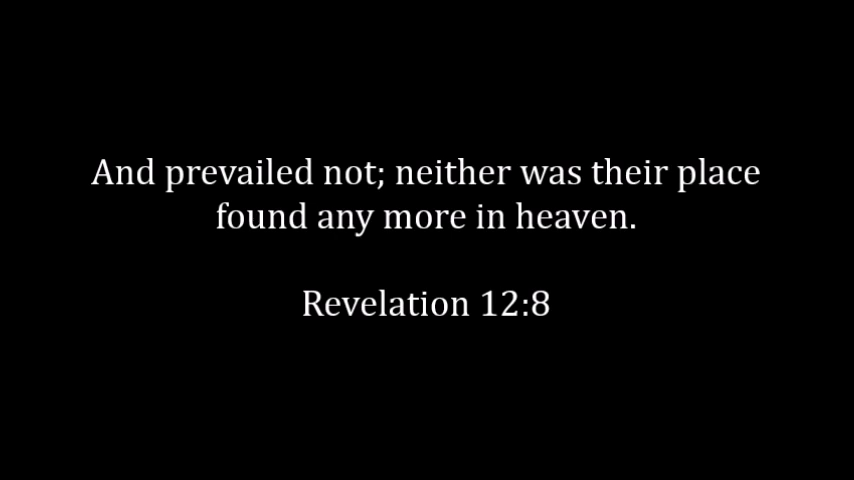 And prevailed not; neither was their place
found any more in heaven.
Revelation 12:8